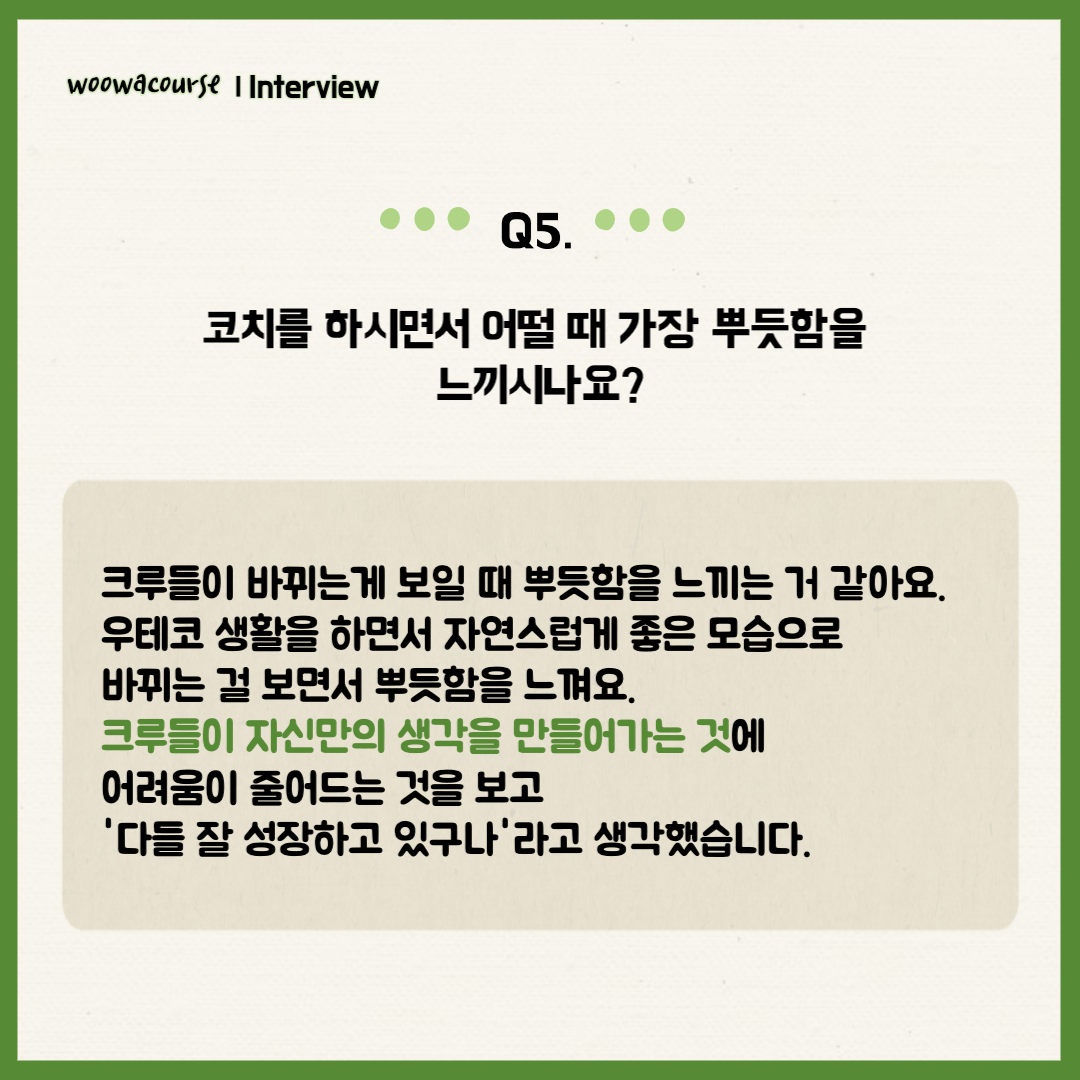 woowacourse | Interview
Q5.
코치를 하시면서 어떨 때 가장 뿌듯함을
느끼시나요?
크루들이 바뀌는게 보일 때 뿌듯함을 느끼는 거 같아요.
우테코 생활을 하면서 자연스럽게 좋은 모습으로
바뀌는 걸 보면서 뿌듯함을 느껴요.
크루들이 자신만의 생각을 만들어가는 것에
어려움이 줄어드는 것을 보고
'다들 잘 성장하고 있구나'라고 생각했습니다.